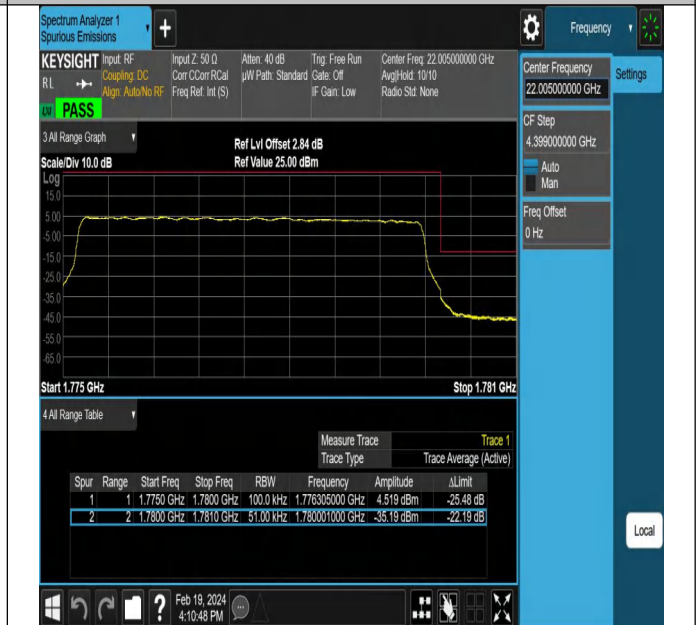 Spectrum Analyzer 1
Spurious Emissions
+
Frequency
KEYSIGHT Input: RF Input Z: 50 Ω Atten: 40 dB Trig: Free Run Center Freq: 22.005000000 GHz
RL Coupling: DC Corr CCorr RCal µW Path: Standard Gate: Off Avg|Hold: 10/10
Align: Auto/No RF Freq Ref: Int (S) IF Gain: Low Radio Std: None
PASS
Center Frequency
22.005000000 GHz
Settings
CF Step
4.399000000 GHz
Auto
Man
Freq Offset
0 Hz
3 All Range Graph
Ref Lvl Offset 2.84 dB
Scale/Div 10.0 dB Ref Value 25.00 dBm
Log
15.0
5.00
-5.00
-15.0
-25.0
-35.0
-45.0
-55.0
-65.0
Start 1.775 GHz Stop 1.781 GHz
4 All Range Table
Measure Trace Trace 1
Trace Type Trace Average (Active)
Spur Range Start Freq Stop Freq RBW Frequency Amplitude ΔLimit
1 1 1.7750 GHz 1.7800 GHz 100.0 kHz 1.776305000 GHz 4.519 dBm -25.48 dB
2 2 1.7800 GHz 1.7810 GHz 51.00 kHz 1.780001000 GHz -35.19 dBm -22.19 dB
Local
? Feb 19, 2024
4:10:48 PM